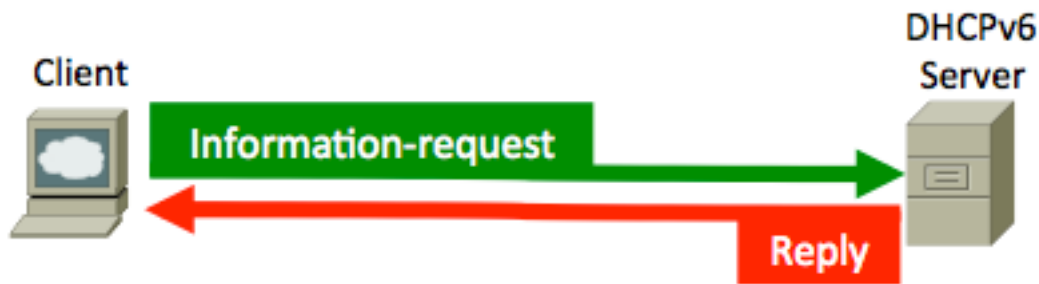 Client
DHCPv6
Server
Information-request
Reply